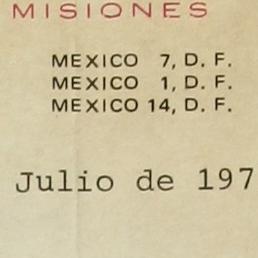 MISIONES
MEXICO 7, D. F.
MEXICO 1, D. F.
MEXICO 14, D. F.
Julio de 197